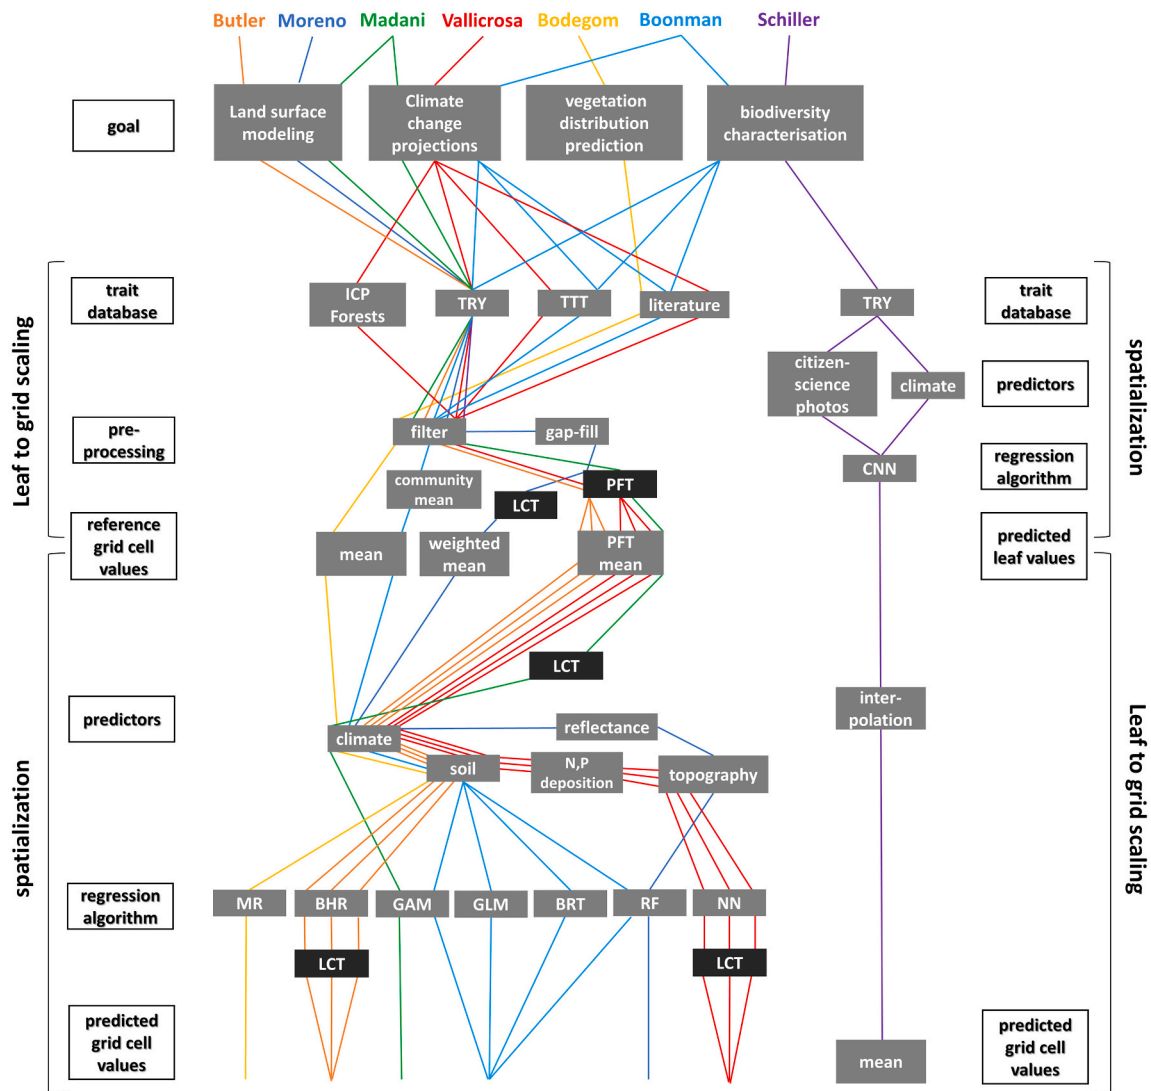 Butler Moreno Madani Vallicrosa Bodegom Boonman Schiller
goal
Land surface
modeling
Climate
change
projections
vegetation
distribution
prediction
biodiversity
characterisation
Leaf to grid scaling
trait
database
ICP
Forests
TRY
TTT
literature
TRY
trait
database
spatialization
citizen-
science
photos
climate
predictors
pre-
processing
filter
gap-fill
CNN
regression
algorithm
community
mean
LCT
PFT
reference
grid cell
values
mean
weighted
mean
PFT
mean
predicted
leaf values
spatialization
LCT
Leaf to grid scaling
predictors
climate
reflectance
inter-
polation
soil
N,P
deposition
topography
regression
algorithm
MR
BHR
GAM
GLM
BRT
RF
NN
LCT
LCT
predicted
grid cell
values
mean
predicted
grid cell
values